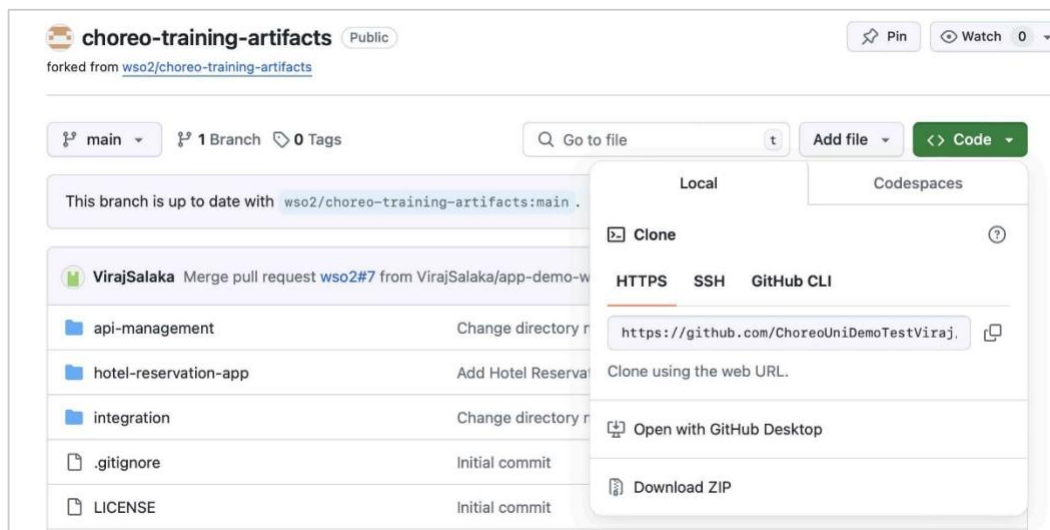 choreo-training-artifacts Public Pin Watch 0
forked from wso2/choreo-training-artifacts
main 1 Branch 0 Tags Go to file t Add file <> Code
Local Codespaces
This branch is up to date with wso2/choreo-training-artifacts:main .
Clone
HTTPS SSH GitHub CLI
VirajSalaka Merge pull request wso2#7 from VirajSalaka/app-demo-w
https://github.com/ChoreoUniDemoTestViraj.
api-management Change directory
hotel-reservation-app Add Hotel Reserva
Clone using the web URL.
integration Change directory
Open with GitHub Desktop
.gitignore Initial commit
Download ZIP
LICENSE Initial commit